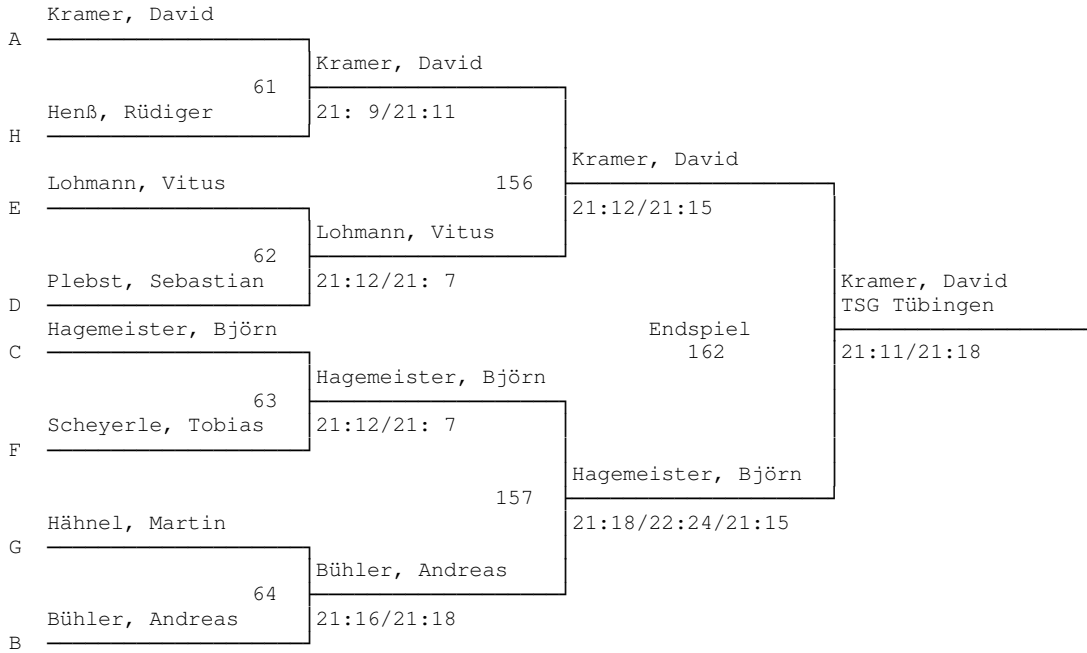 Kramer, David
A
Kramer, David
61
Henß, Rüdiger 21: 9/21:11
H
Kramer, David
Lohmann, Vitus 156
E 21:12/21:15
Lohmann, Vitus
62
Plebst, Sebastian 21:12/21: 7 Kramer, David
D TSG Tübingen
Hagemeister, Björn Endspiel
C 162 21:11/21:18
Hagemeister, Björn
63
Scheyerle, Tobias 21:12/21: 7
F
Hagemeister, Björn
157
Hähnel, Martin 21:18/22:24/21:15
G
Bühler, Andreas
64
Bühler, Andreas 21:16/21:18
B